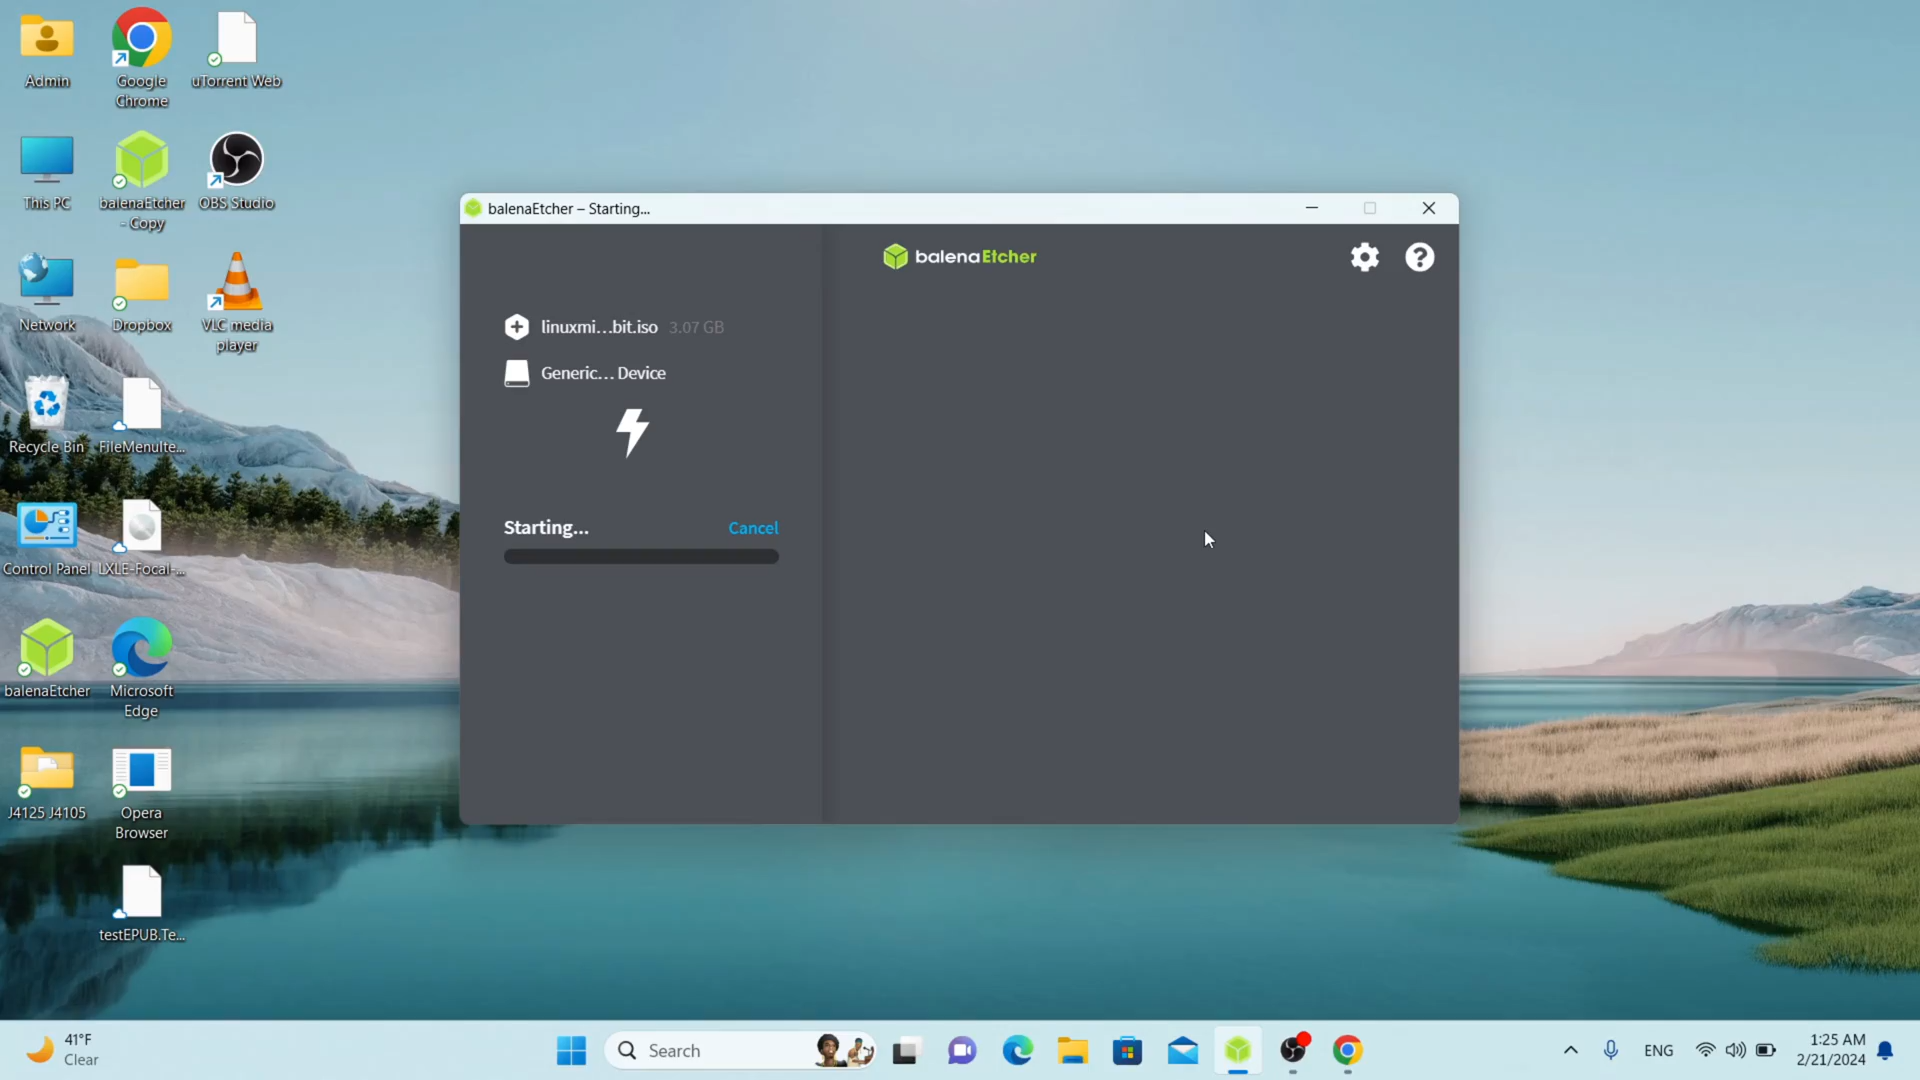 Admin
Google
Chrome
uTorrent Web
This PC
balenaEtcher
- Copy
OBS Studio
Network
Dropbox
VLC media
player
Recycle Bin
FileMenuIte...
Control Panel
LXLE-Focal-...
balenaEtcher
Microsoft
Edge
J4125 J4105
Opera
Browser
testEPUB.Te...
balenaEtcher – Starting...
balenaEtcher
linuxmi...bit.iso 3.07 GB
Generic... Device
Starting... Cancel
41°F
Clear
Search
ENG
1:25 AM
2/21/2024